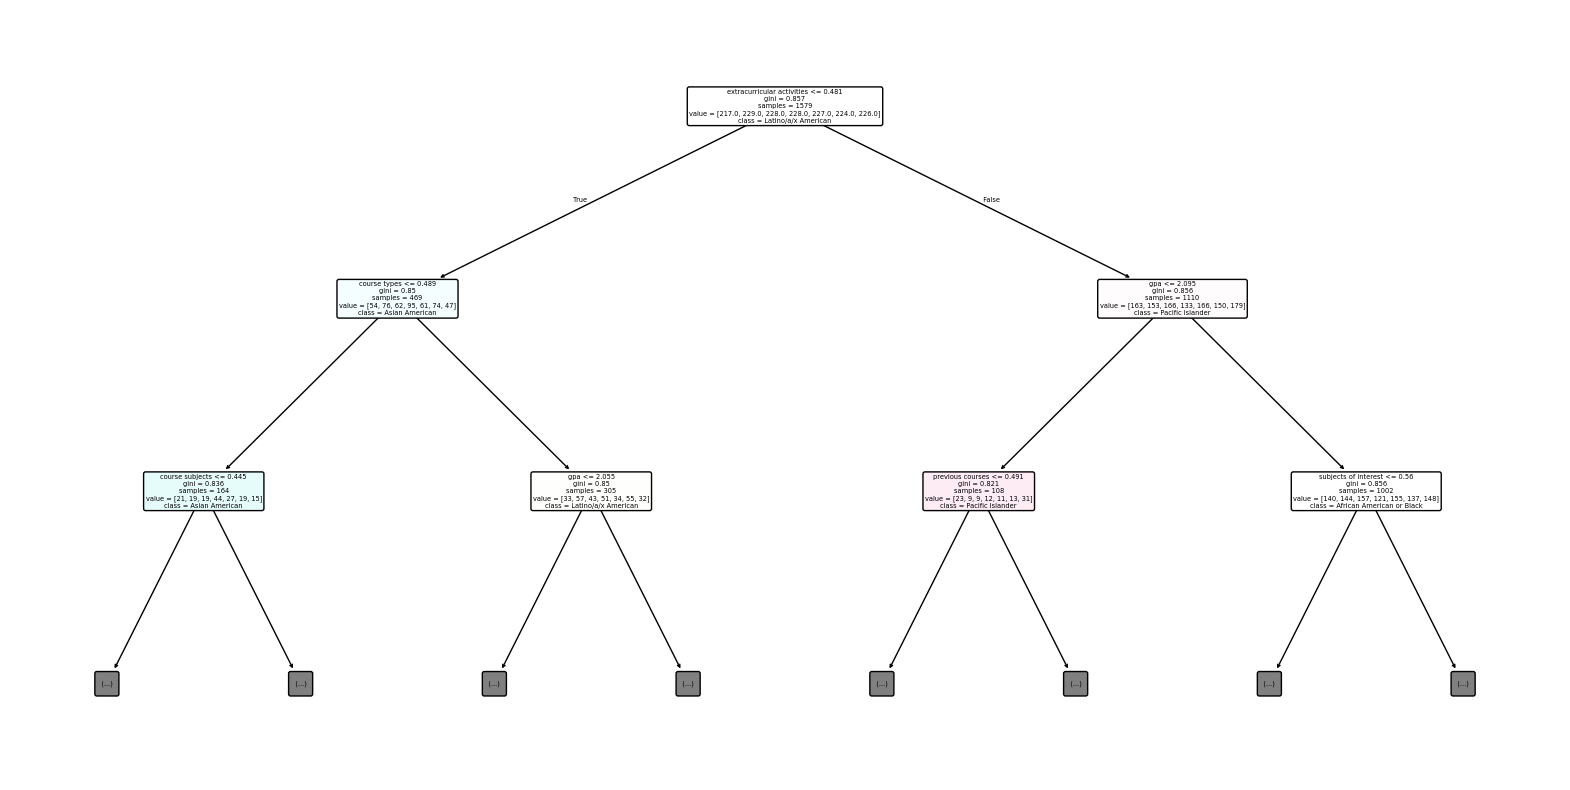 extracurricular activities <= 0.481
gini = 0.857
samples = 1579
value = [217.0, 229.0, 228.0, 228.0, 227.0, 224.0, 226.0]
class = Latino/a/x American
True
False
course types <= 0.489
gini = 0.85
samples = 469
value = [54, 76, 62, 95, 61, 74, 47]
class = Asian American
gpa <= 2.095
gini = 0.856
samples = 1110
value = [163, 153, 166, 133, 166, 150, 179]
class = Pacific Islander
course subjects <= 0.445
gini = 0.836
samples = 164
value = [21, 19, 19, 44, 27, 19, 15]
class = Asian American
gpa <= 2.055
gini = 0.85
samples = 305
value = [33, 57, 43, 51, 34, 55, 32]
class = Latino/a/x American
previous courses <= 0.491
gini = 0.821
samples = 108
value = [23, 9, 9, 12, 11, 13, 31]
class = Pacific Islander
subjects of interest <= 0.56
gini = 0.856
samples = 1002
value = [140, 144, 157, 121, 155, 137, 148]
class = African American or Black
(...)
(...)
(...)
(...)
(...)
(...)
(...)
(...)